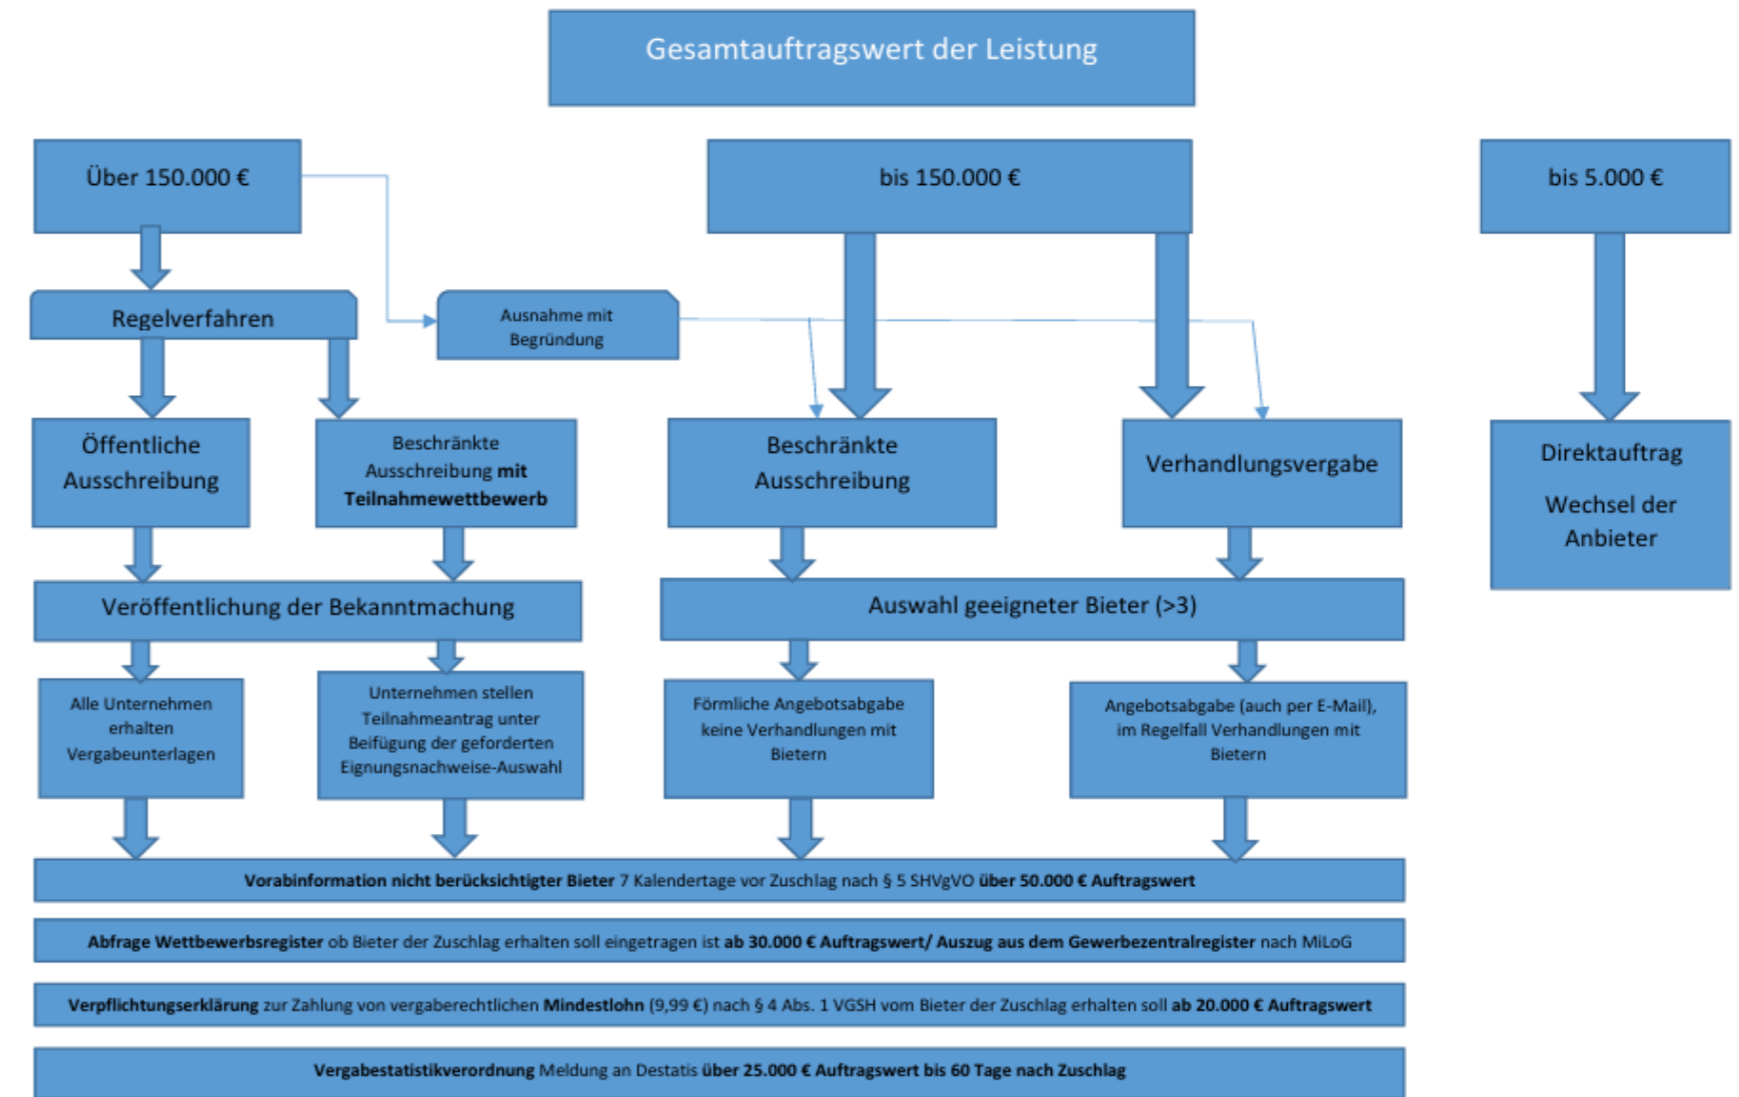 Gesamtauftragswert der Leistung
Über 150.000 €
bis 150.000 €
bis 5.000 €
Regelverfahren
Ausnahme mit
Begründung
Öffentliche
Ausschreibung
Beschränkte
Ausschreibung mit
Teilnahmewettbewerb
Beschränkte
Ausschreibung
Verhandlungsvergabe
Direktauftrag
Wechsel der
Anbieter
Veröffentlichung der Bekanntmachung
Auswahl geeigneter Bieter (>3)
Alle Unternehmen
erhalten
Vergabeunterlagen
Unternehmen stellen
Teilnahmeantrag unter
Beifügung der geforderten
Eignungsnachweise-Auswahl
Förmliche Angebotsabgabe
keine Verhandlungen mit
Bietern
Angebotsabgabe (auch per E-Mail),
im Regelfall Verhandlungen mit
Bietern
Vorabinformation nicht berücksichtigter Bieter 7 Kalendertage vor Zuschlag nach § 5 SHVgVO über 50.000 € Auftragswert
Abfrage Wettbewerbsregister ob Bieter der Zuschlag erhalten soll eingetragen ist ab 30.000 € Auftragswert/ Auszug aus dem Gewerbezentralregister nach MiLoG
Verpflichtungserklärung zur Zahlung von vergaberechtlichen Mindestlohn (9,99 €) nach § 4 Abs. 1 VGSH vom Bieter der Zuschlag erhalten soll ab 20.000 € Auftragswert
Vergabestatistikverordnung Meldung an Destatis über 25.000 € Auftragswert bis 60 Tage nach Zuschlag